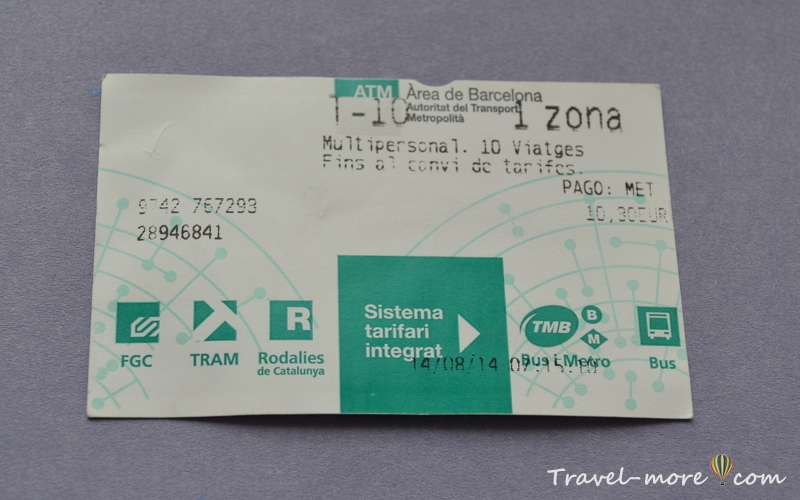 ATM Àrea de Barcelona
Autoritat del Transport
Metropolità
T-10 1 zona
Multipersonal. 10 Viatges
Fins al canvi de tarifes.
PAGO: MET
9742 767293
10,30EUR
28946841
Sistema
tarifari
integrat
FGC
TRAM
R
Rodalies
de Catalunya
TMB
B
M
Bus i Metro
Bus
14/08/14
Travel-more.com